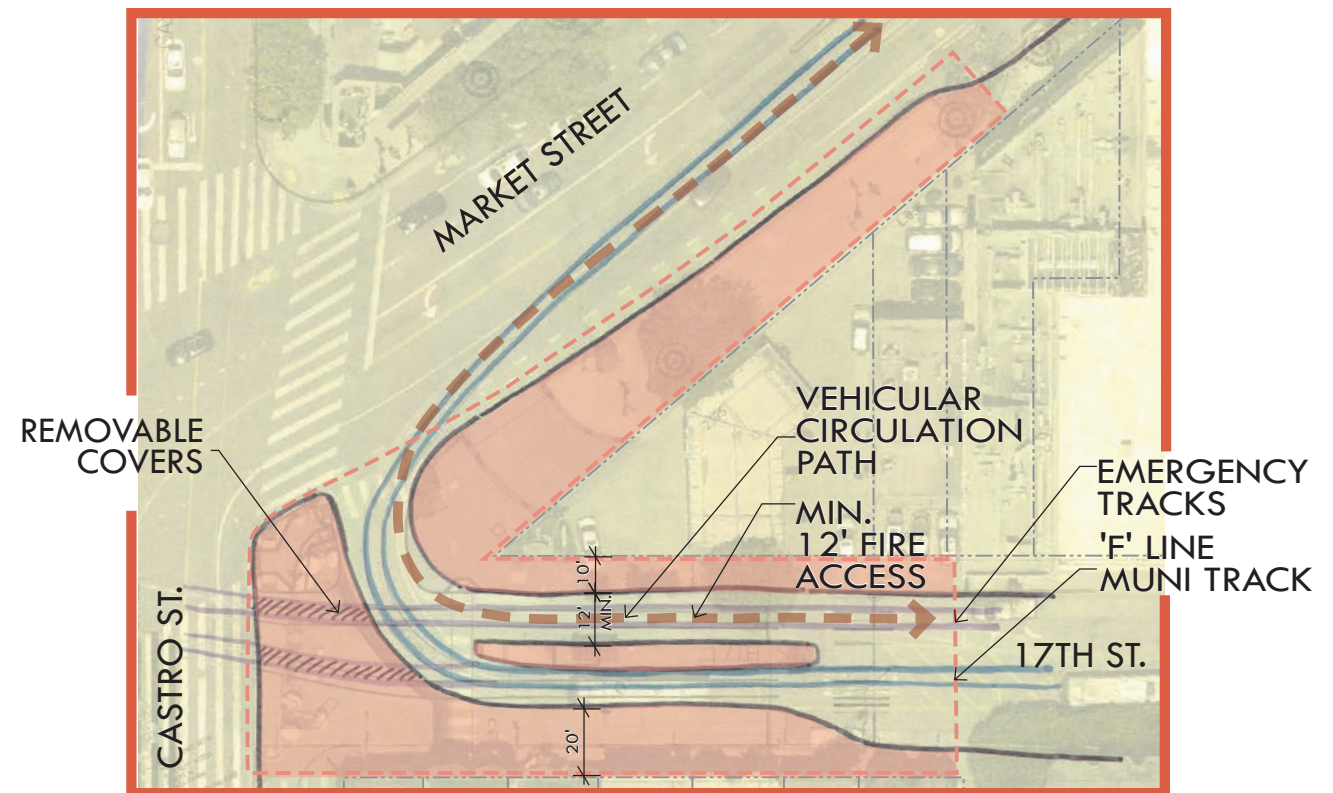 MARKET STREET
REMOVABLE
COVERS
VEHICULAR
CIRCULATION
PATH
MIN.
12' FIRE
ACCESS
EMERGENCY
TRACKS
'F' LINE
MUNI TRACK
10'
12'
MIN.
17TH ST.
CASTRO ST.
20'